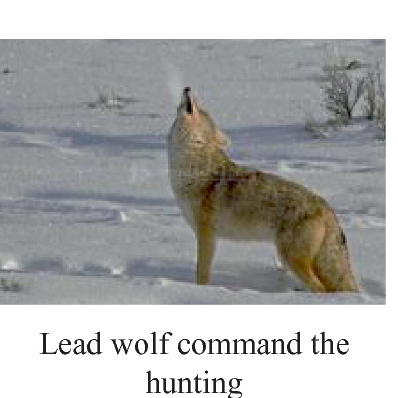 Lead wolf command the
hunting